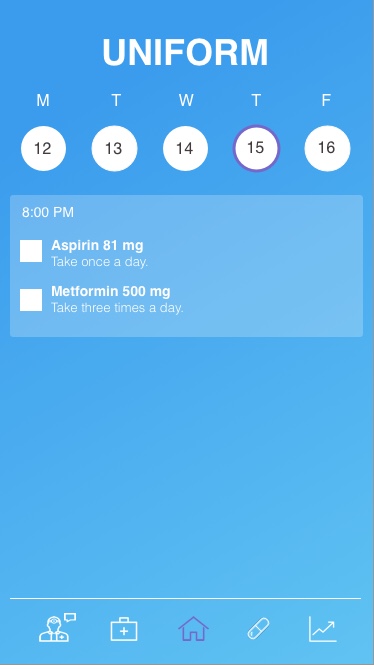 UNIFORM
M T W T F
12 13 14 15 16
8:00 PM
Aspirin 81 mg
Take once a day.
Metformin 500 mg
Take three times a day.